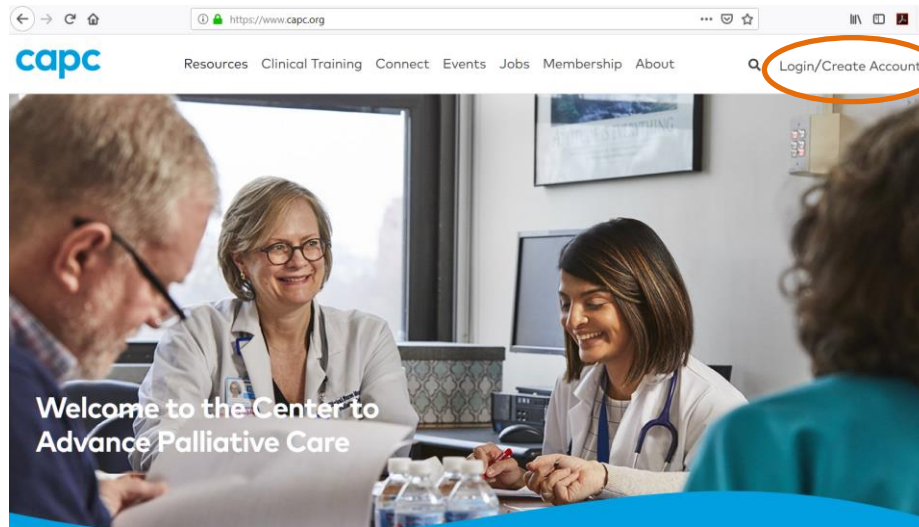 https://www.capc.org
capc
Resources Clinical Training Connect Events Jobs Membership About
Login/Create Account
Welcome to the Center to
Advance Palliative Care